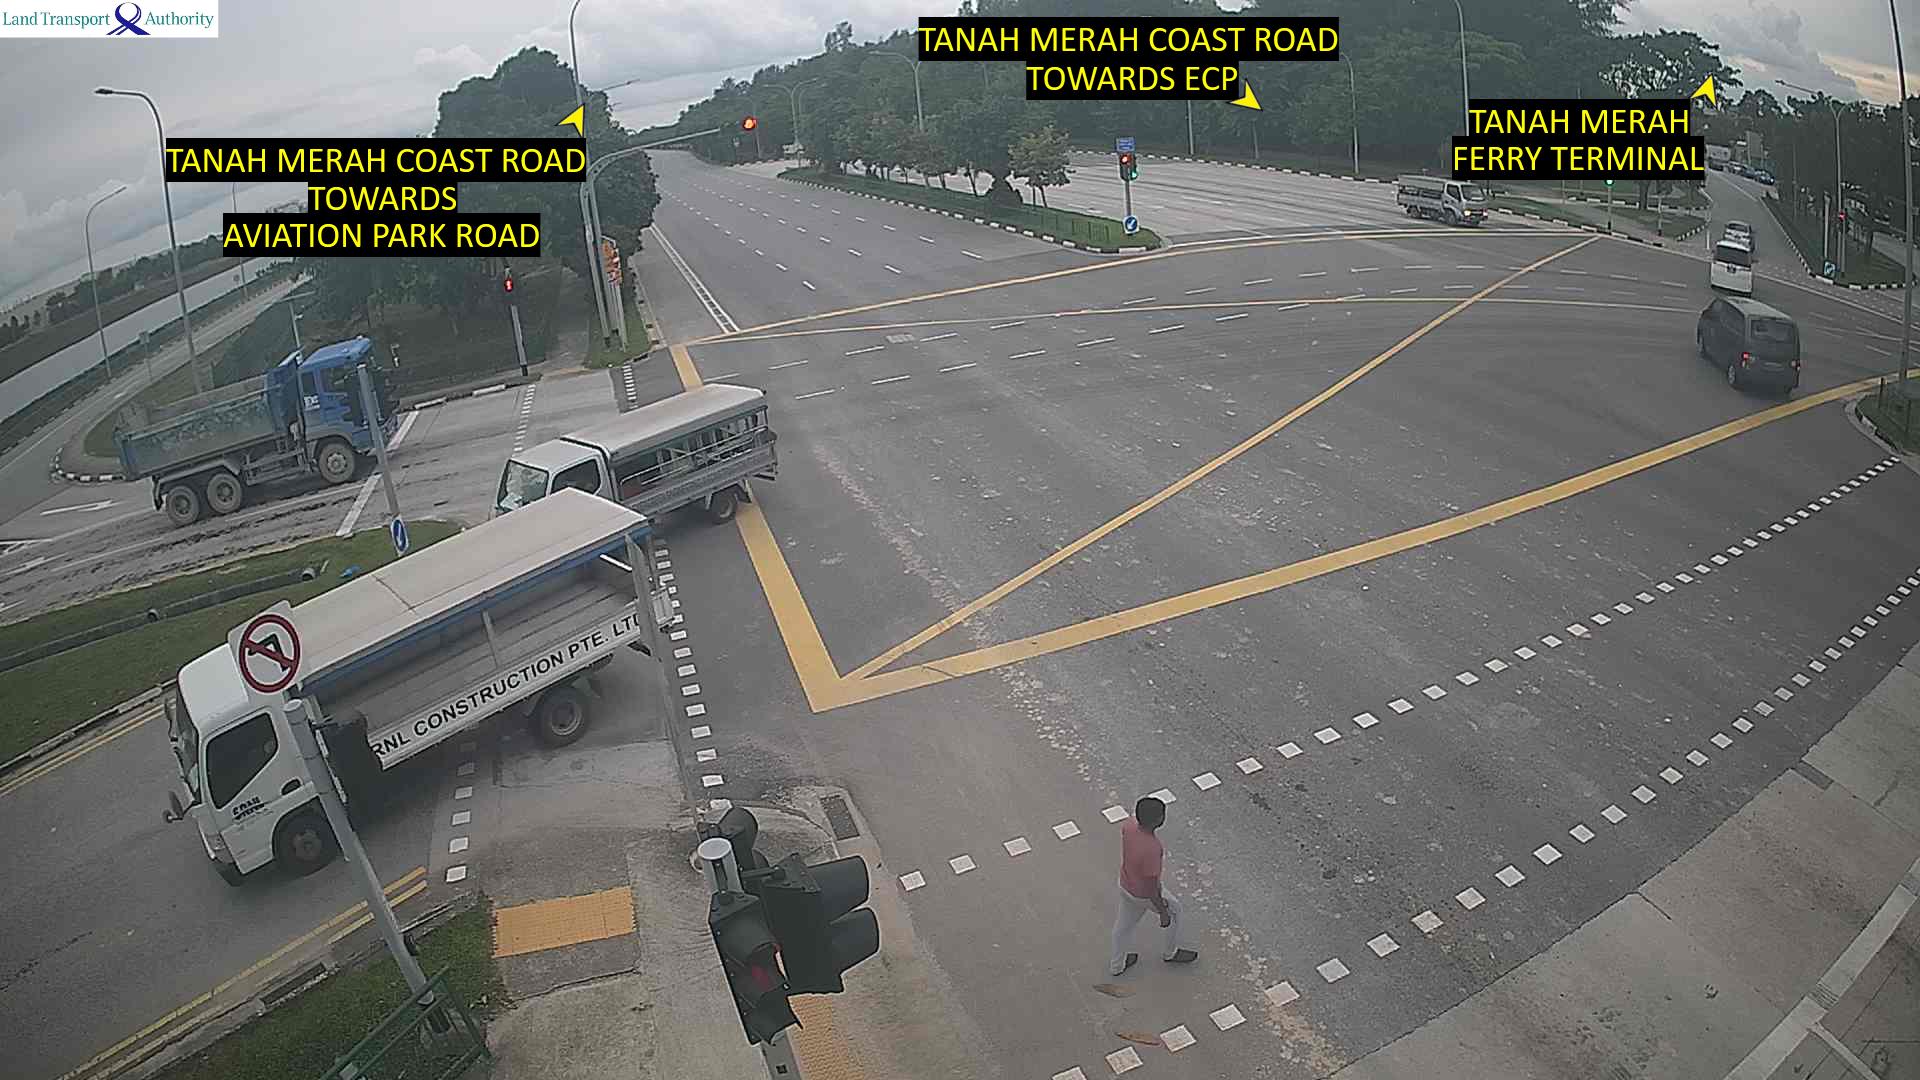 Land Transport Authority
TANAH MERAH COAST ROAD
TOWARDS ECP
TANAH MERAH
FERRY TERMINAL
TANAH MERAH COAST ROAD
TOWARDS
AVIATION PARK ROAD
RNL CONSTRUCTION PTE. LTD